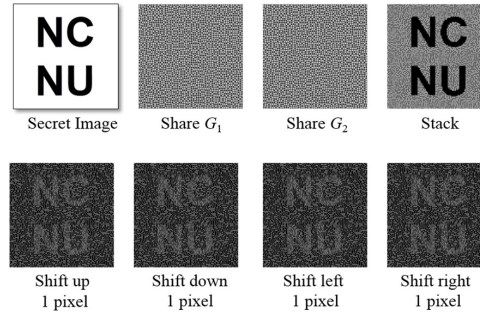 NC
NU
NC
NU
Secret Image
Share G1
Share G2
Stack
NC
NU
NC
NU
NC
NU
NC
NU
Shift up
1 pixel
Shift down
1 pixel
Shift left
1 pixel
Shift right
1 pixel